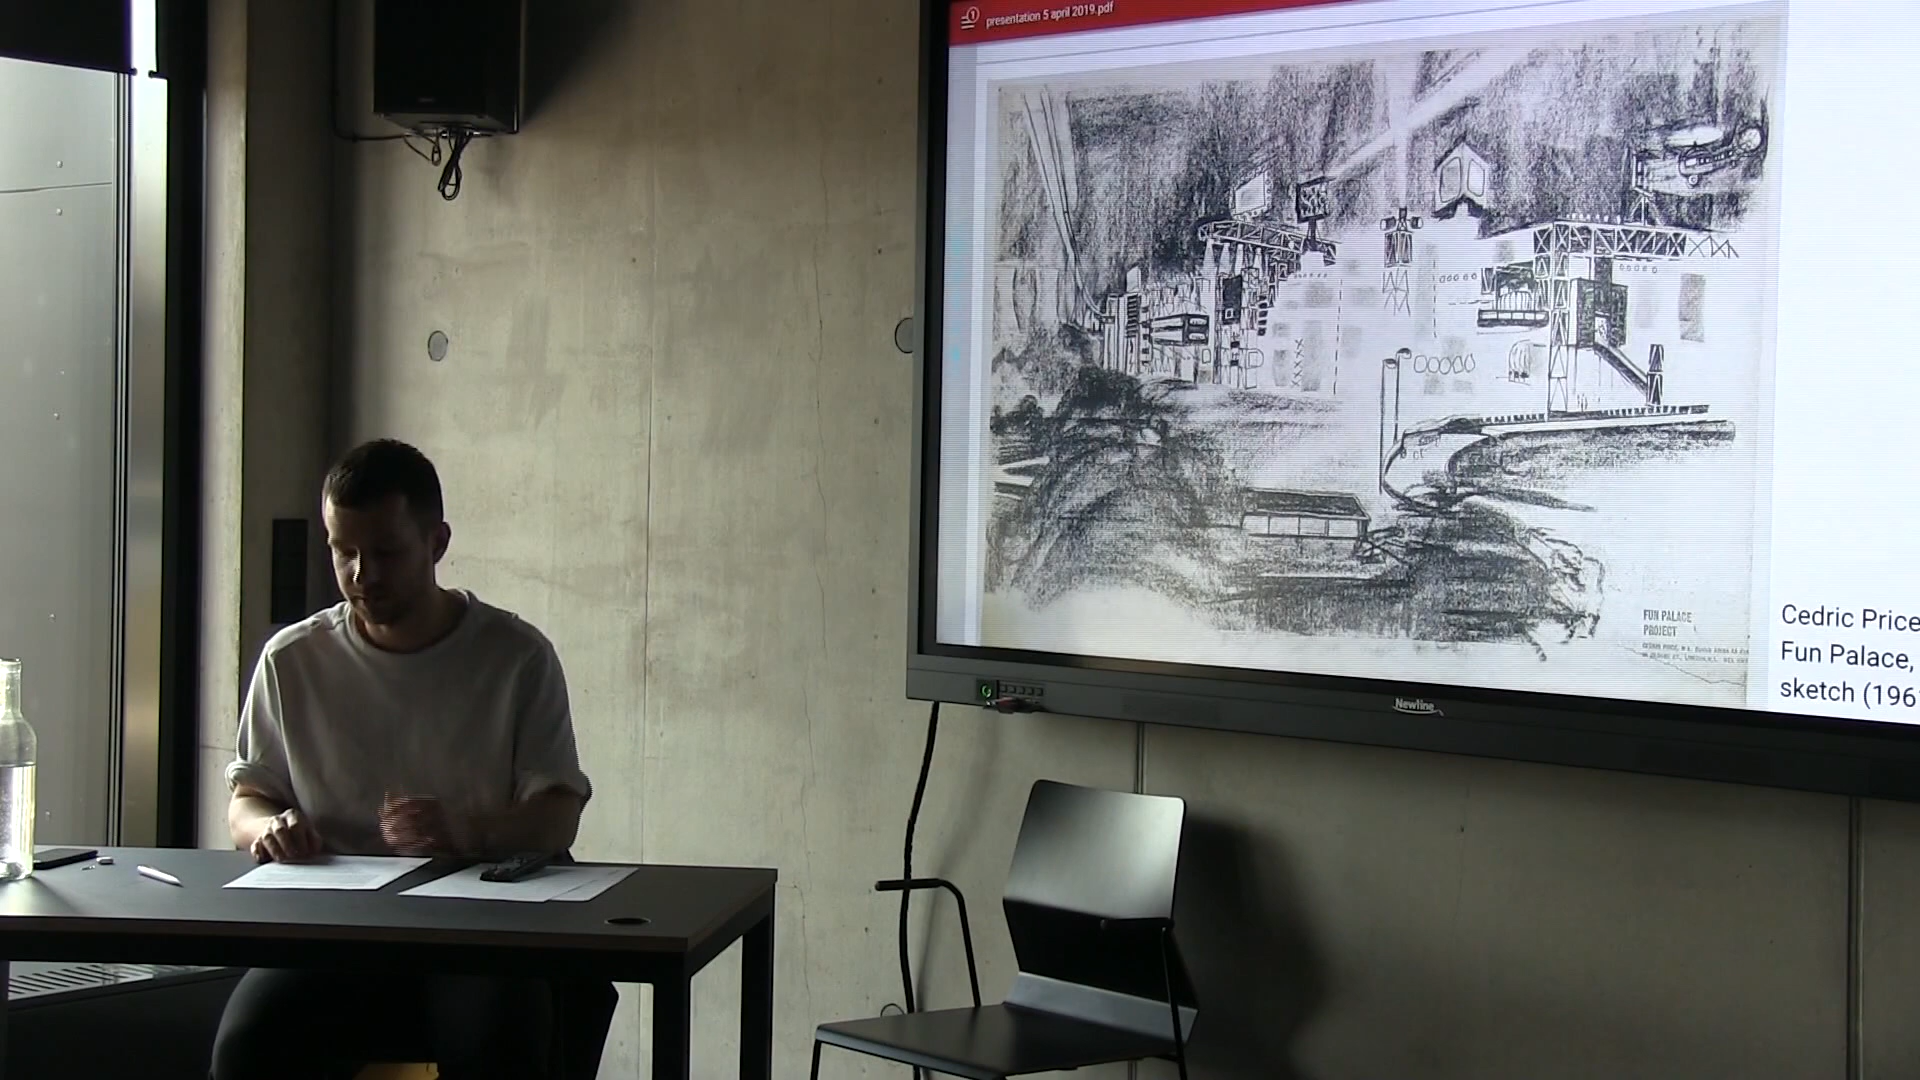 presentation 5 april 2019.pdf
FUN PALACE
PROJECT
Cedric Price
Fun Palace,
sketch (196
Newline